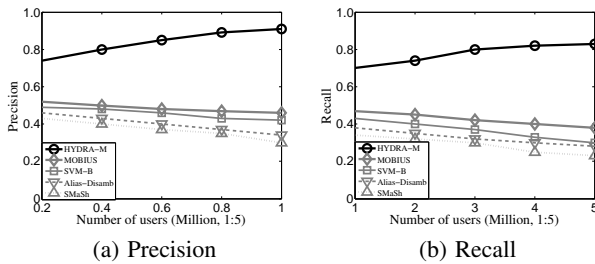 1.0
0.8
0.6
0.4
0.2
0
Precision
HYDRA-M
MOBIUS
SVM-B
Alias-Disamb
SMaSh
0.2 0.4 0.6 0.8 1
Number of users (Million, 1:5)
(a) Precision
1.0
0.8
0.6
0.4
0.2
0
Recall
HYDRA-M
MOBIUS
SVM-B
Alias-Disamb
SMaSh
1 2 3 4 5
Number of users (Million, 1:5)
(b) Recall